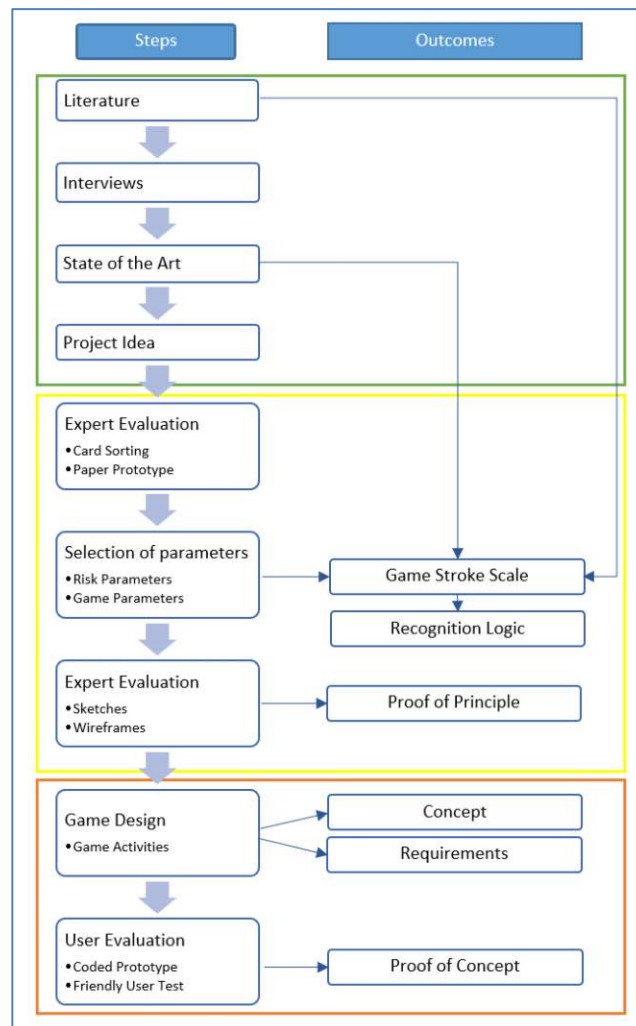 Steps
Outcomes
Literature
Interviews
State of the Art
Project Idea
Expert Evaluation
•Card Sorting
•Paper Prototype
Selection of parameters
•Risk Parameters
•Game Parameters
Game Stroke Scale
Recognition Logic
Expert Evaluation
•Sketches
•Wireframes
Proof of Principle
Game Design
•Game Activities
Concept
Requirements
User Evaluation
•Coded Prototype
•Friendly User Test
Proof of Concept